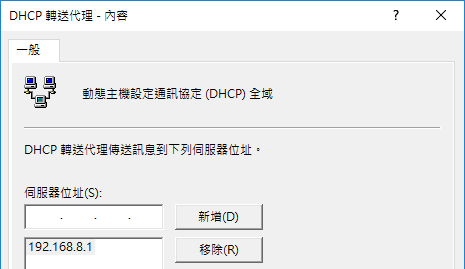 DHCP 轉送代理 - 內容
一般
動態主機設定通訊協定 (DHCP) 全域
DHCP 轉送代理傳送訊息到下列伺服器位址。
伺服器位址(S):
. . . 新增(D)
192.168.8.1 移除(R)